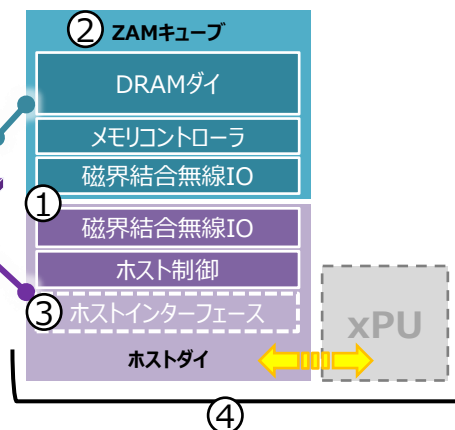 ② ZAMキューブ
DRAMダイ
メモリコントローラ
磁界結合無線IO
①
磁界結合無線IO
ホスト制御
③ ホストインターフェース
xPU
ホストダイ
④